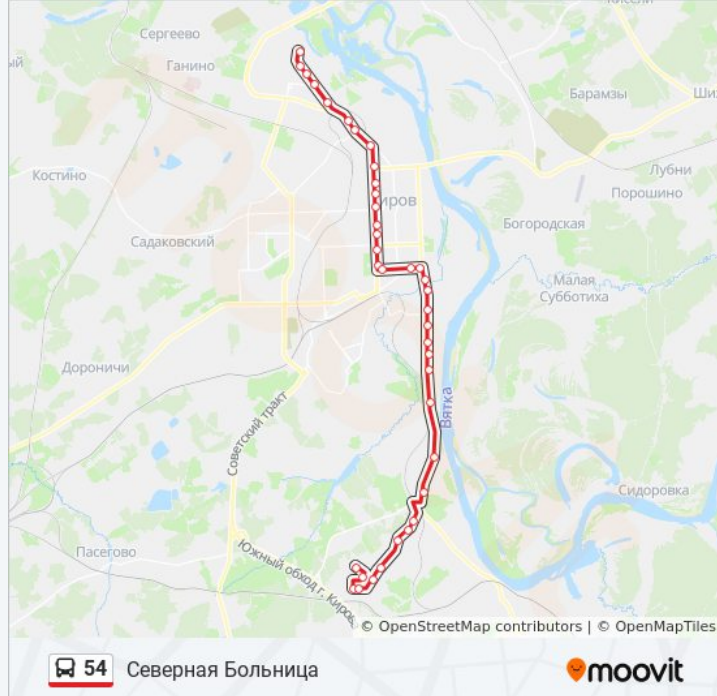 Кисели
Сергеево
Ганино
Барамзы
Лубни
Костино
Порошино
Богородская
Садаковский
Малая
Субботиха
Дороничи
Вятка
Советский тракт
Сидоровка
Пасегово
Южный обход г. Киров
© OpenStreetMap contributors | © OpenMapTiles
54 Северная Больница moovit